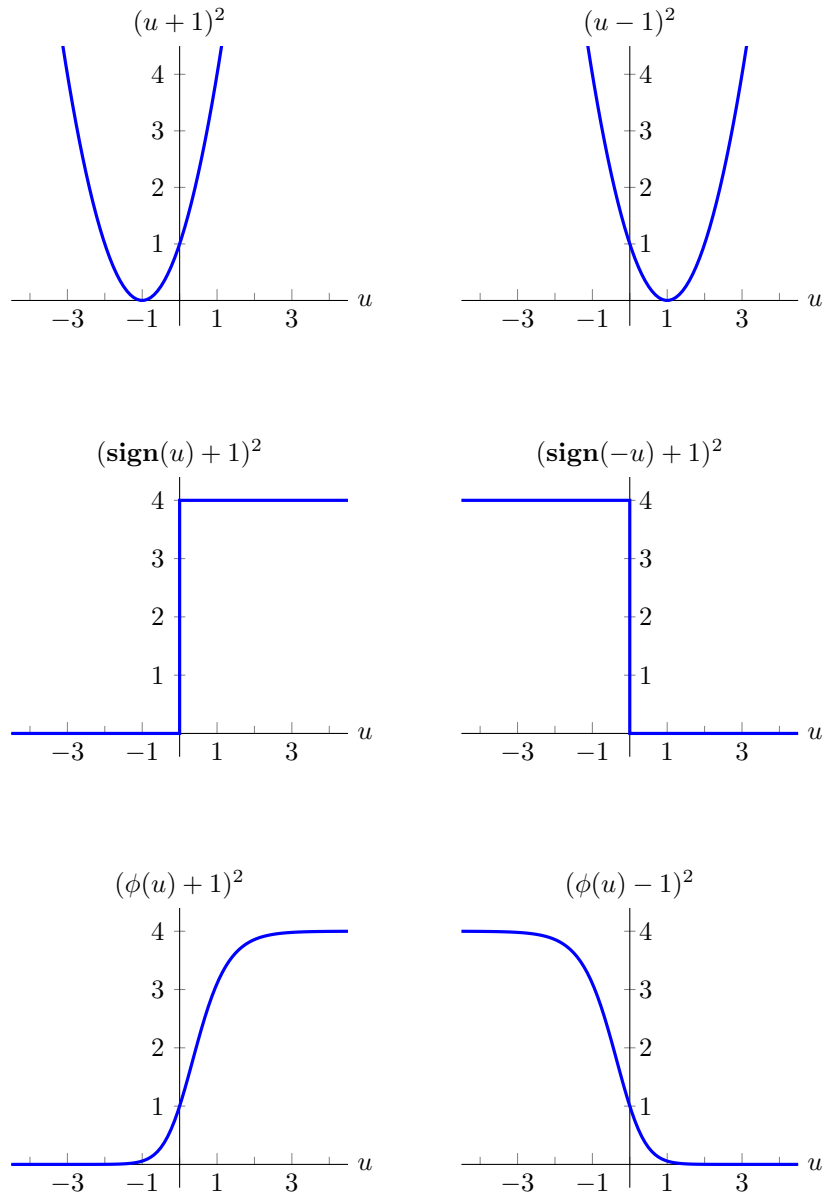 (u + 1)² (u − 1)²
4 4
3 3
2 2
1 1
−3 −1 1 3 u −3 −1 1 3 u
(sign(u) + 1)² (sign(−u) + 1)²
4 4
3 3
2 2
1 1
−3 −1 1 3 u −3 −1 1 3 u
(ϕ(u) + 1)² (ϕ(u) − 1)²
4 4
3 3
2 2
1 1
−3 −1 1 3 u −3 −1 1 3 u